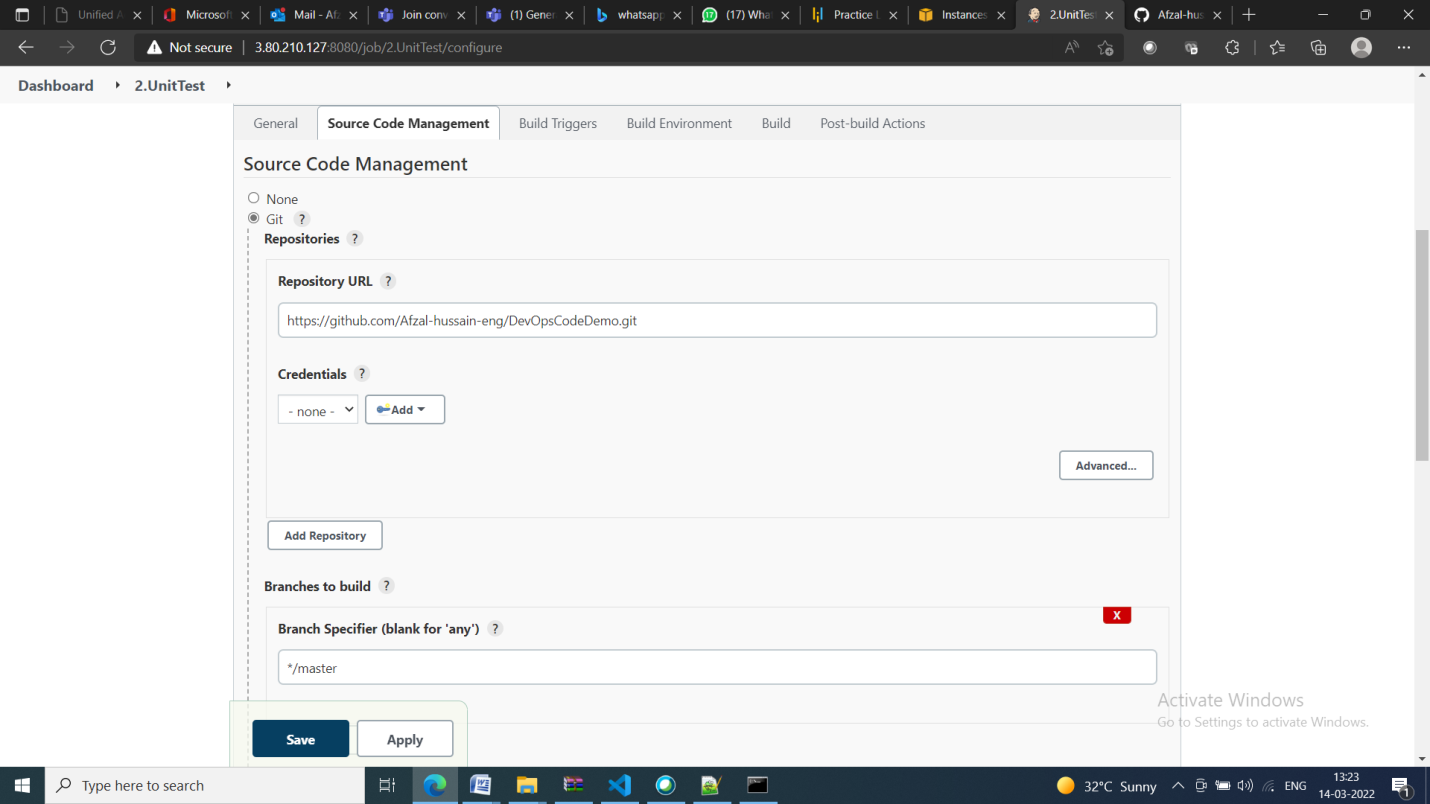 Unified A
Microsof
Mail - Afz
Join conv
(1) Gener
whatsapp
(17) Wha
Practice L
Instances
2.UnitTes
Afzal-hus
Not secure
3.80.210.127:8080/job/2.UnitTest/configure
Dashboard
2.UnitTest
General
Source Code Management
Build Triggers
Build Environment
Build
Post-build Actions
Source Code Management
None
Git ?
Repositories ?
Repository URL ?
https://github.com/Afzal-hussain-eng/DevOpsCodeDemo.git
Credentials ?
- none -
Add
Advanced...
Add Repository
Branches to build ?
X
Branch Specifier (blank for 'any') ?
*/master
Activate Windows
Go to Settings to activate Windows.
Save
Apply
Type here to search
32°C Sunny
ENG
13:23
14-03-2022
1